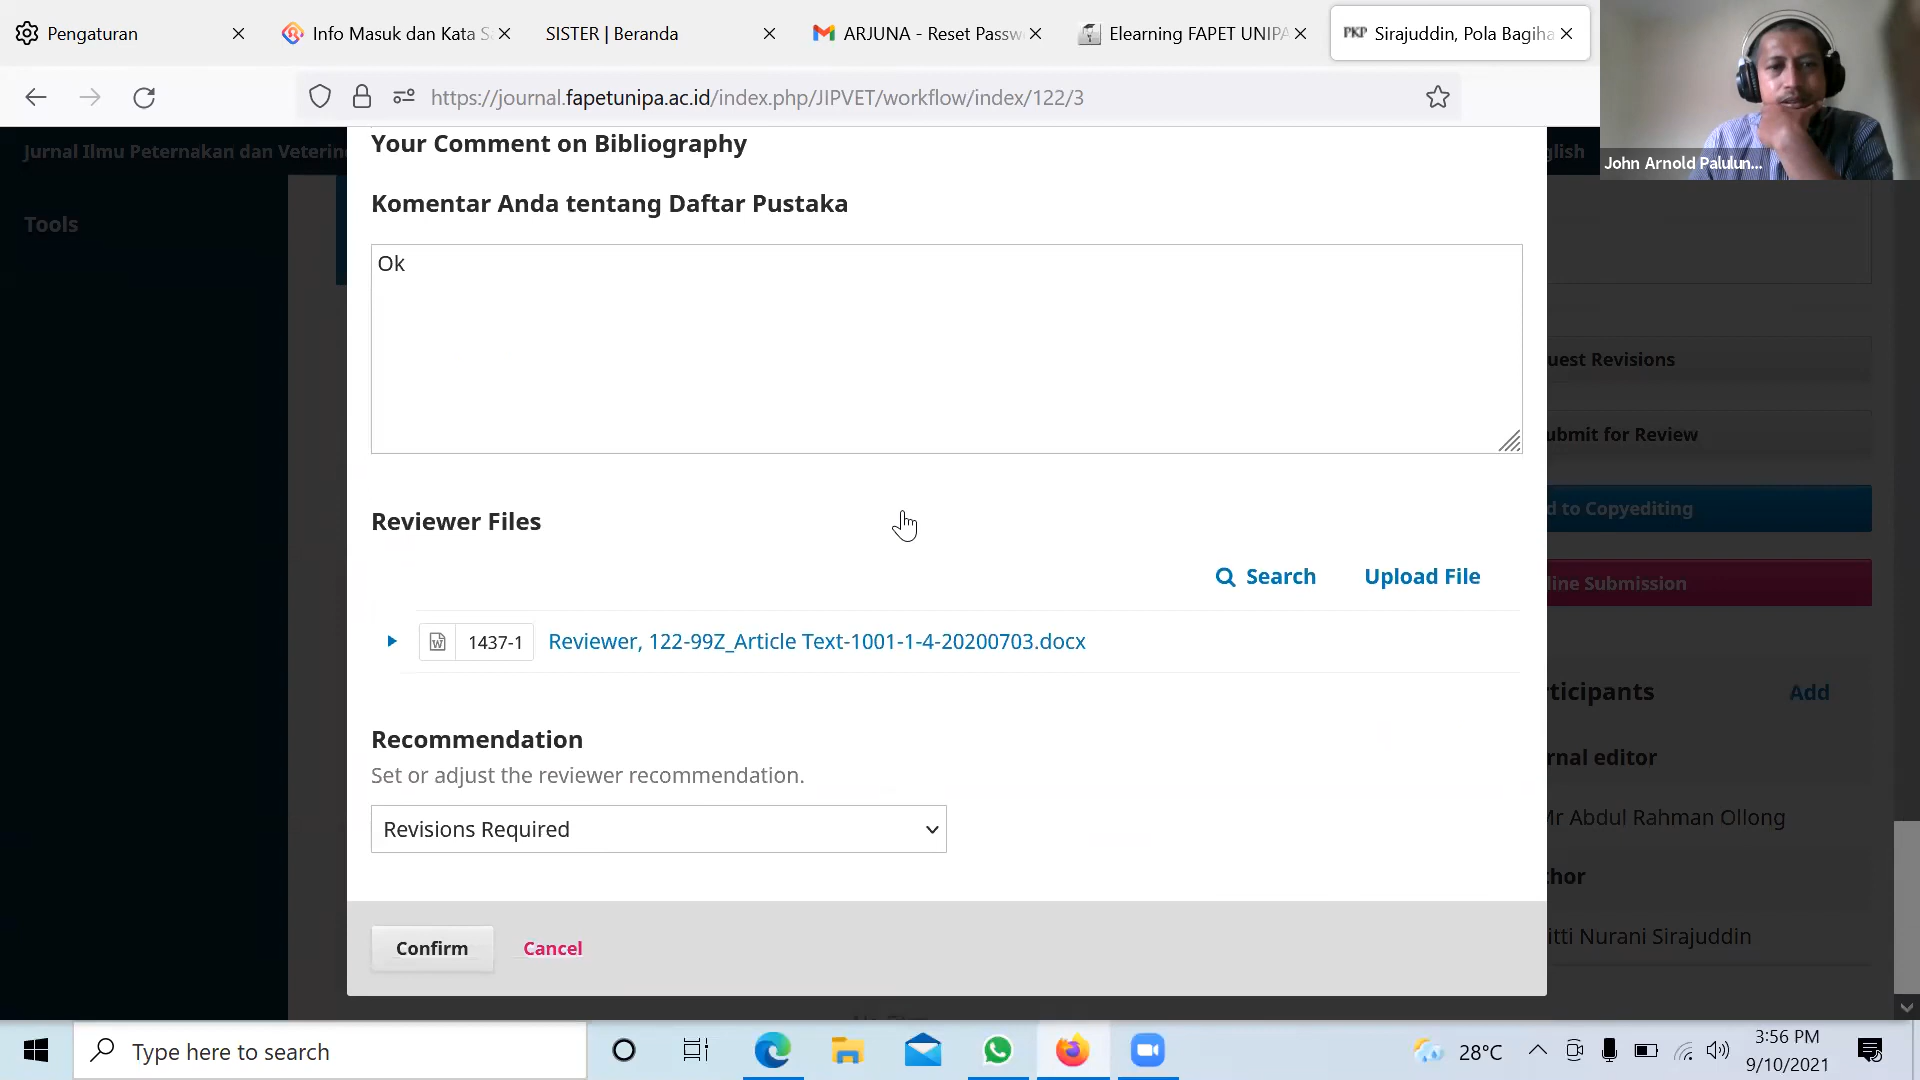 Pengaturan
Info Masuk dan Kata S
SISTER | Beranda
ARJUNA - Reset Passw
Elearning FAPET UNIPA
PKP Sirajuddin, Pola Bagiha
https://journal.fapetunipa.ac.id/index.php/JIPVET/workflow/index/122/3
John Arnold Palulun...
Jurnal Ilmu Peternakan dan Veterin
glish
Tools
Your Comment on Bibliography
Komentar Anda tentang Daftar Pustaka
Ok
uest Revisions
ubmit for Review
d to Copyediting
line Submission
Reviewer Files
Search
Upload File
1437-1
Reviewer, 122-99Z_Article Text-1001-1-4-20200703.docx
ticipants
Add
rnal editor
Mr Abdul Rahman Ollong
thor
itti Nurani Sirajuddin
Recommendation
Set or adjust the reviewer recommendation.
Revisions Required
Confirm
Cancel
Type here to search
28°C
3:56 PM
9/10/2021